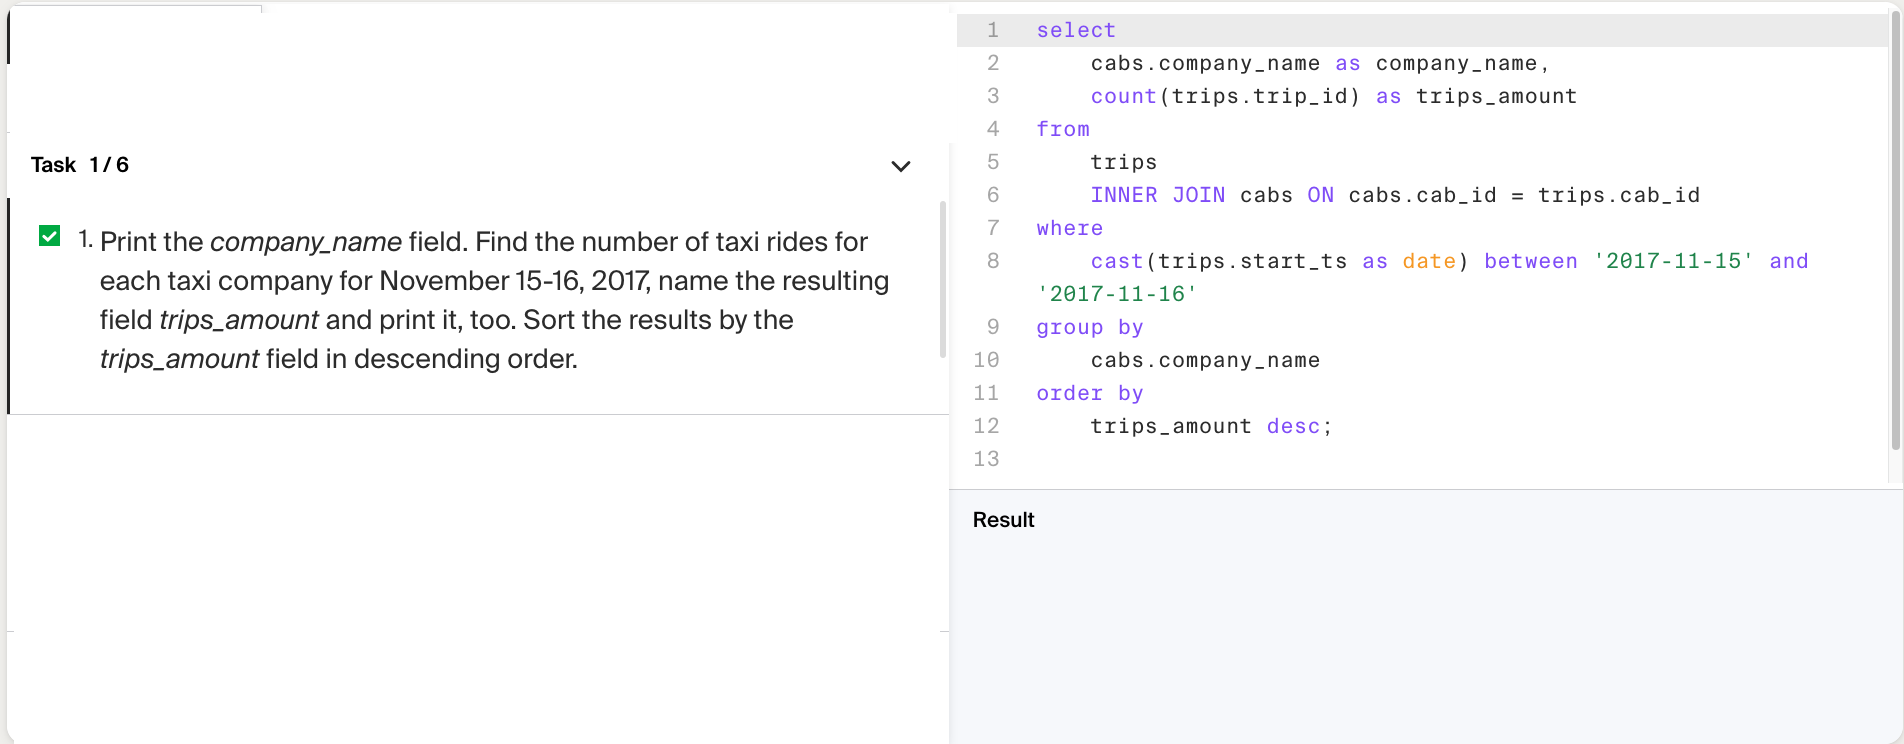 Task 1 / 6
1. Print the company_name field. Find the number of taxi rides for
each taxi company for November 15-16, 2017, name the resulting
field trips_amount and print it, too. Sort the results by the
trips_amount field in descending order.
1 select
2 cabs.company_name as company_name,
3 count(trips.trip_id) as trips_amount
4 from
5 trips
6 INNER JOIN cabs ON cabs.cab_id = trips.cab_id
7 where
8 cast(trips.start_ts as date) between '2017-11-15' and
'2017-11-16'
9 group by
10 cabs.company_name
11 order by
12 trips_amount desc;
13
Result